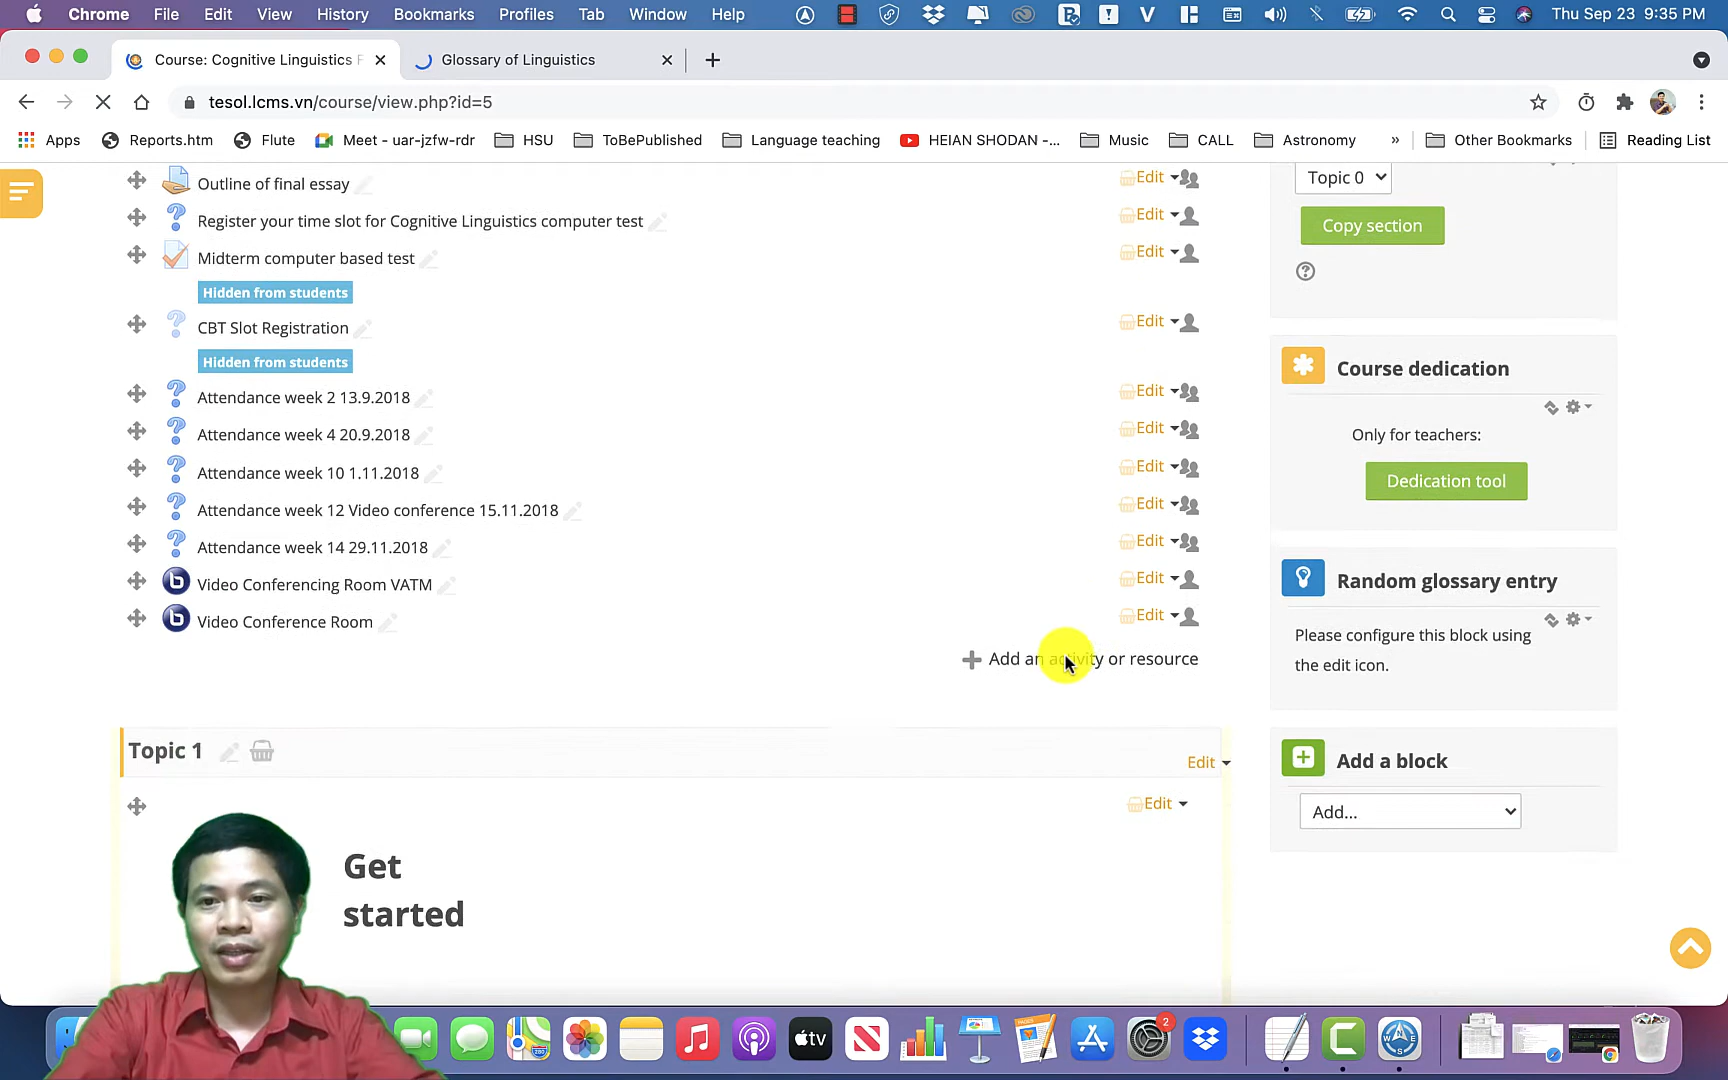 Chrome File Edit View History Bookmarks Profiles Tab Window Help Thu Sep 23 9:35 PM
Course: Cognitive Linguistics F
Glossary of Linguistics
tesol.lcms.vn/course/view.php?id=5
Apps Reports.htm Flute Meet - uar-jzfw-rdr HSU ToBePublished Language teaching HEIAN SHODAN -... Music CALL Astronomy » Other Bookmarks Reading List
Outline of final essay Edit
Register your time slot for Cognitive Linguistics computer test Edit
Midterm computer based test Edit
Hidden from students
CBT Slot Registration Edit
Hidden from students
Attendance week 2 13.9.2018 Edit
Attendance week 4 20.9.2018 Edit
Attendance week 10 1.11.2018 Edit
Attendance week 12 Video conference 15.11.2018 Edit
Attendance week 14 29.11.2018 Edit
Video Conferencing Room VATM Edit
Video Conference Room Edit
Add an activity or resource
Topic 1 Edit
Edit
Get
started
Topic 0
Copy section
Course dedication
Only for teachers:
Dedication tool
Random glossary entry
Please configure this block using
the edit icon.
Add a block
Add...
tv
2